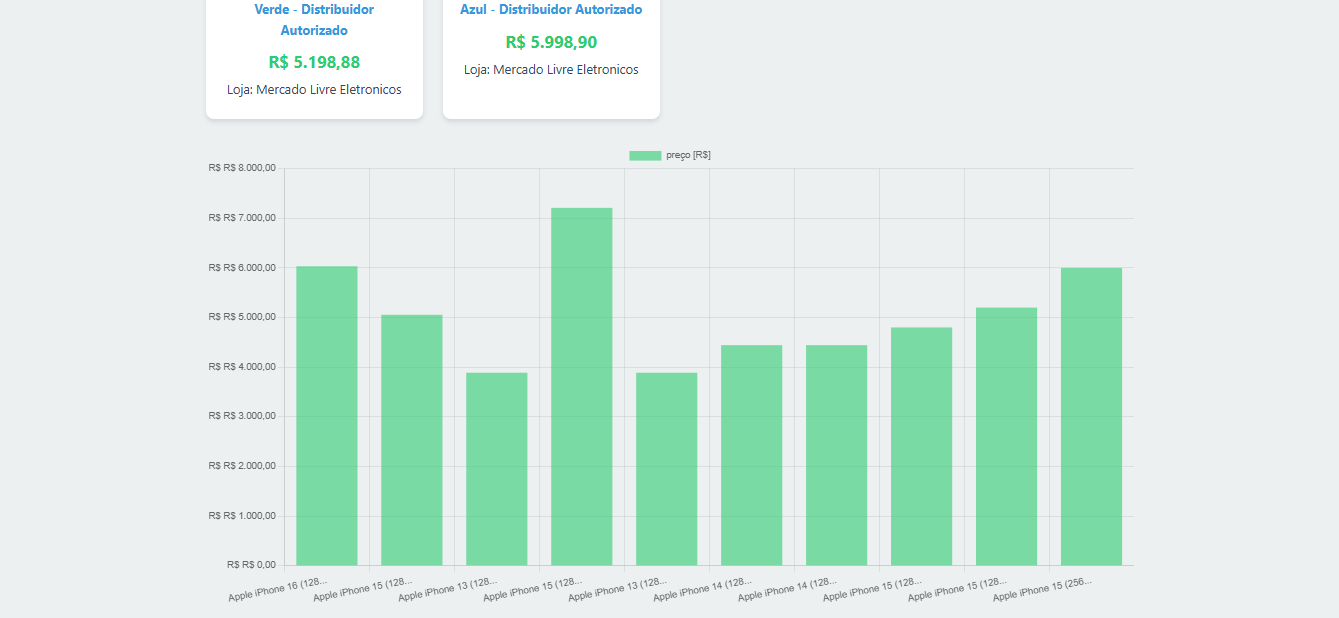 Verde - Distribuidor
Autorizado
R$ 5.198,88
Loja: Mercado Livre Eletronicos
Azul - Distribuidor Autorizado
R$ 5.998,90
Loja: Mercado Livre Eletronicos
preço [R$]
R$ R$ 8.000,00
R$ R$ 7.000,00
R$ R$ 6.000,00
R$ R$ 5.000,00
R$ R$ 4.000,00
R$ R$ 3.000,00
R$ R$ 2.000,00
R$ R$ 1.000,00
R$ R$ 0,00
Apple iPhone 16 (128...
Apple iPhone 15 (128...
Apple iPhone 13 (128...
Apple iPhone 15 (128...
Apple iPhone 13 (128...
Apple iPhone 14 (128...
Apple iPhone 14 (128...
Apple iPhone 15 (128...
Apple iPhone 15 (128...
Apple iPhone 15 (256...